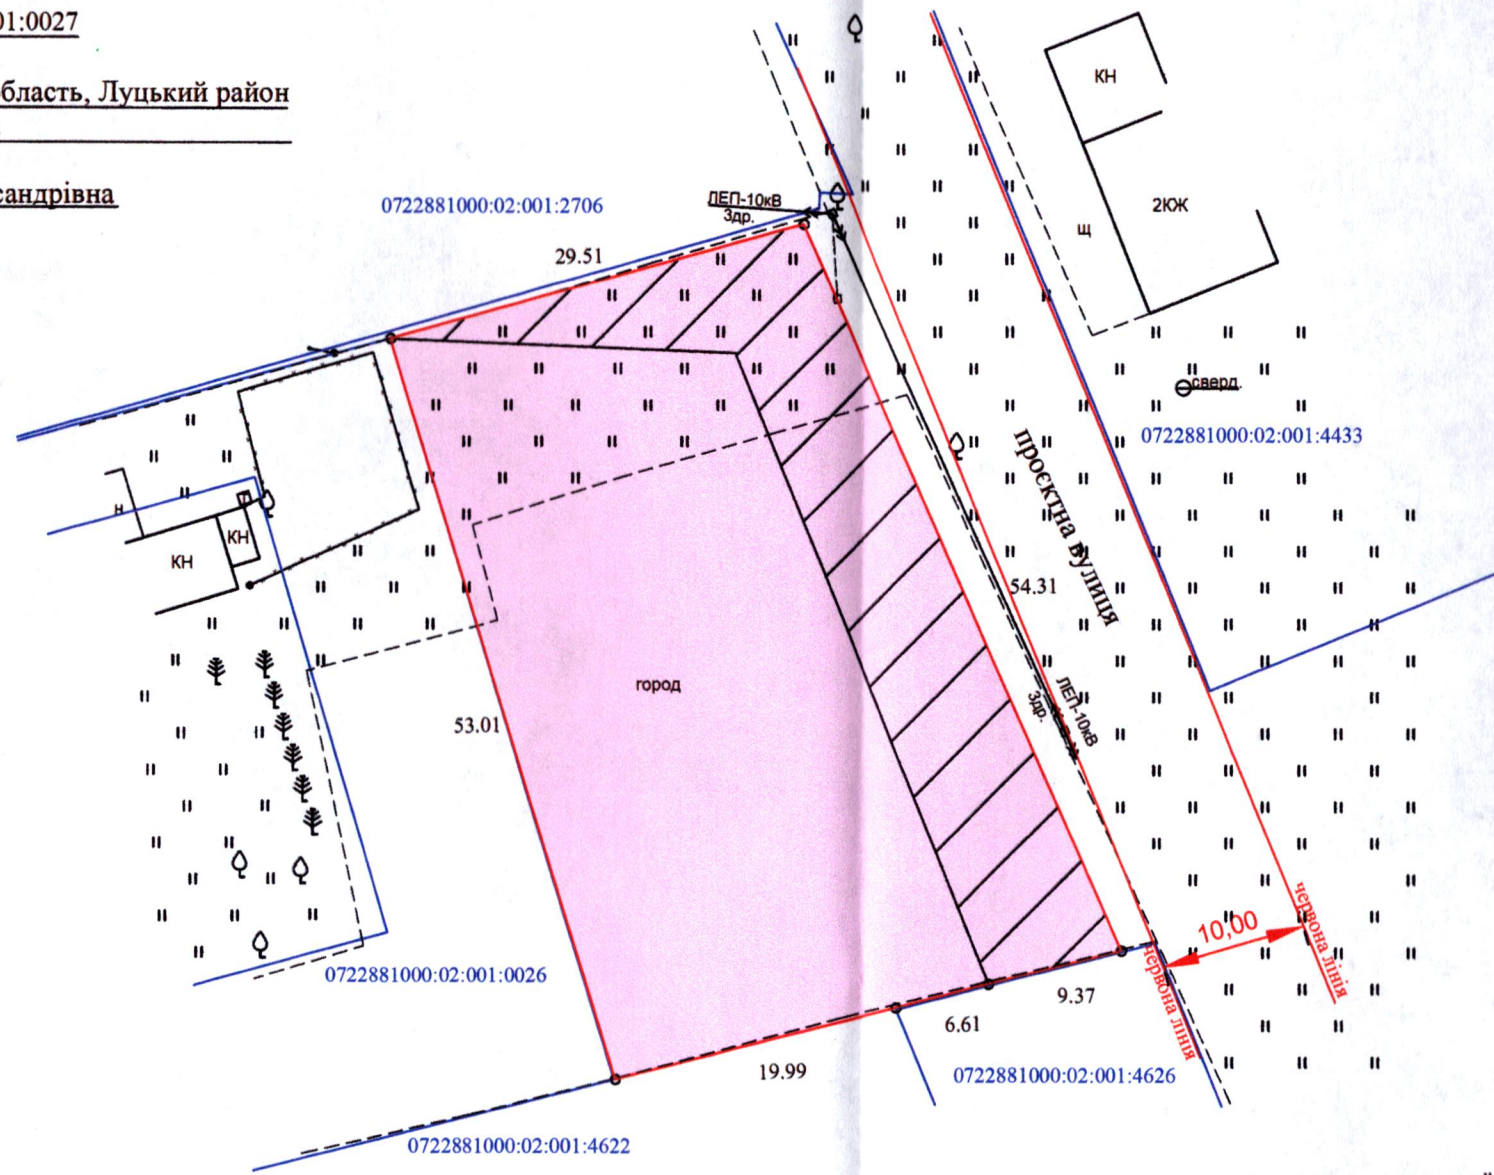 01:0027
бласть, Луцький район
сандрівна
0722881000:02:001:2706
ЛЕП-10кВ
3др.
29.51
КН
2КЖ
щ
сверд.
0722881000:02:001:4433
проєктна вулиця
54.31
н
КН
КН
город
53.01
ЛЕП-10кВ
3др.
10,00
червона лінія
червона лінія
0722881000:02:001:0026
9.37
6.61
19.99
0722881000:02:001:4626
0722881000:02:001:4622